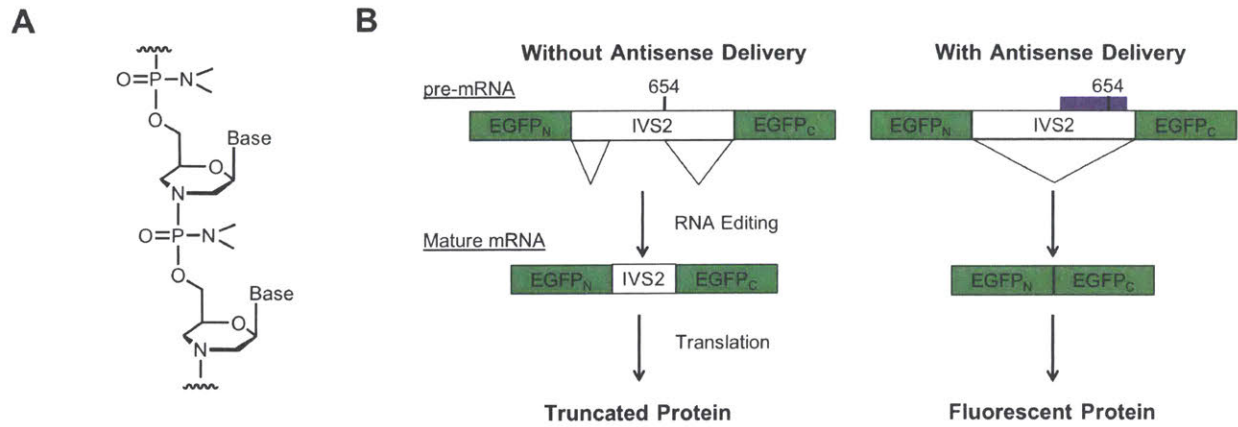 A
O=P–N
O
Base
O
N
O=P–N
O
Base
O
N
B
Without Antisense Delivery
With Antisense Delivery
pre-mRNA
654
654
EGFPN
IVS2
EGFPC
EGFPN
IVS2
EGFPC
RNA Editing
Mature mRNA
EGFPN
IVS2
EGFPC
EGFPN
EGFPC
Translation
Truncated Protein
Fluorescent Protein